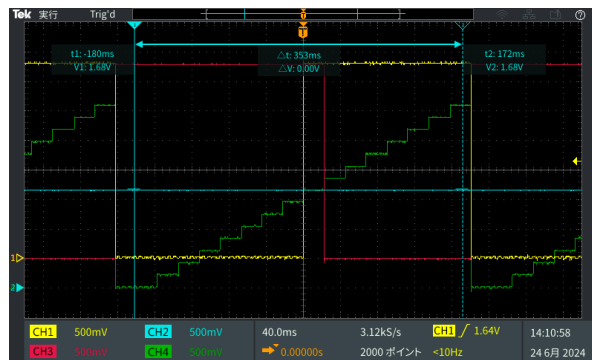 Tek 実行 Trig'd
t1: -180ms
V1: 1.68V
△t: 353ms
△V: 0.00V
t2: 172ms
V2: 1.68V
CH1 500mV CH2 500mV 40.0ms 3.12kS/s CH1 1.64V 14:10:58
CH3 500mV CH4 500mV 0.00000s 2000 ポイント <10Hz 24 6月 2024